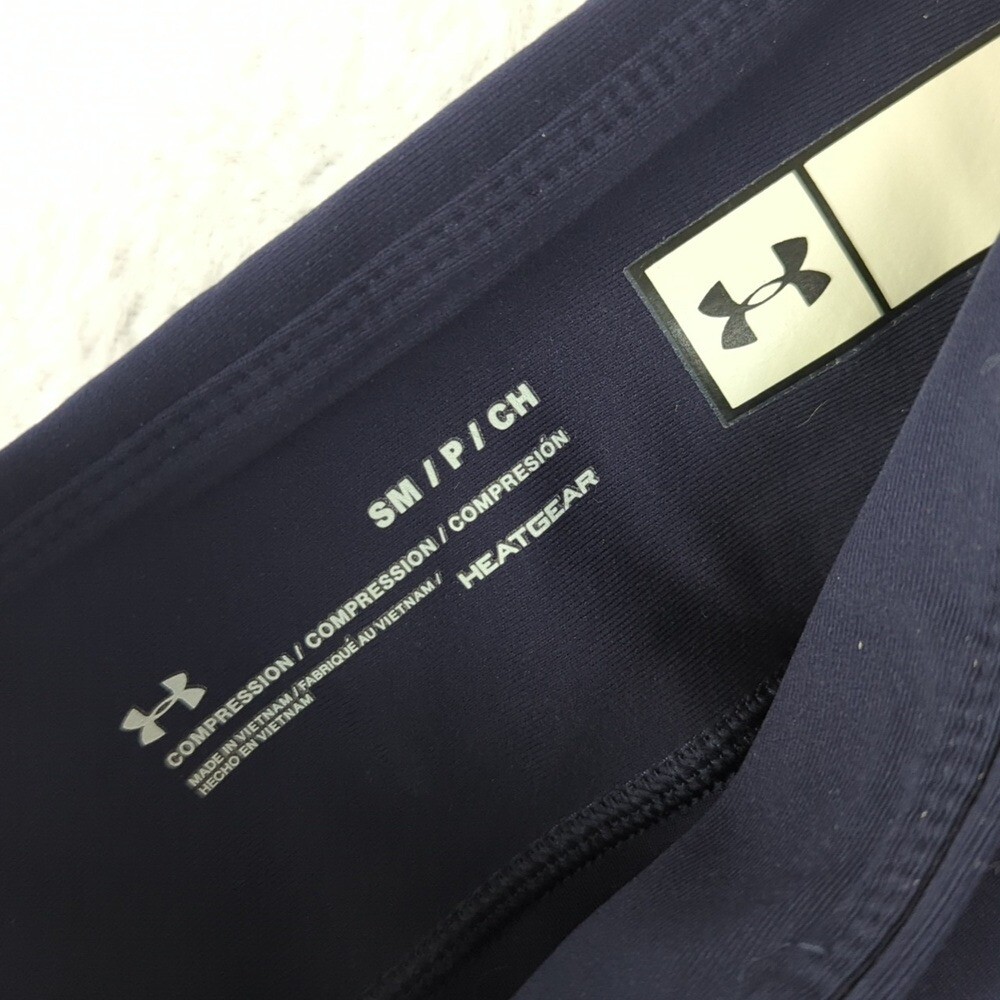 SM / P / CH
COMPRESSION / COMPRESSION / COMPRESIÓN
MADE IN VIETNAM / FABRIQUÉ AU VIETNAM /
HECHO EN VIETNAM
HEATGEAR